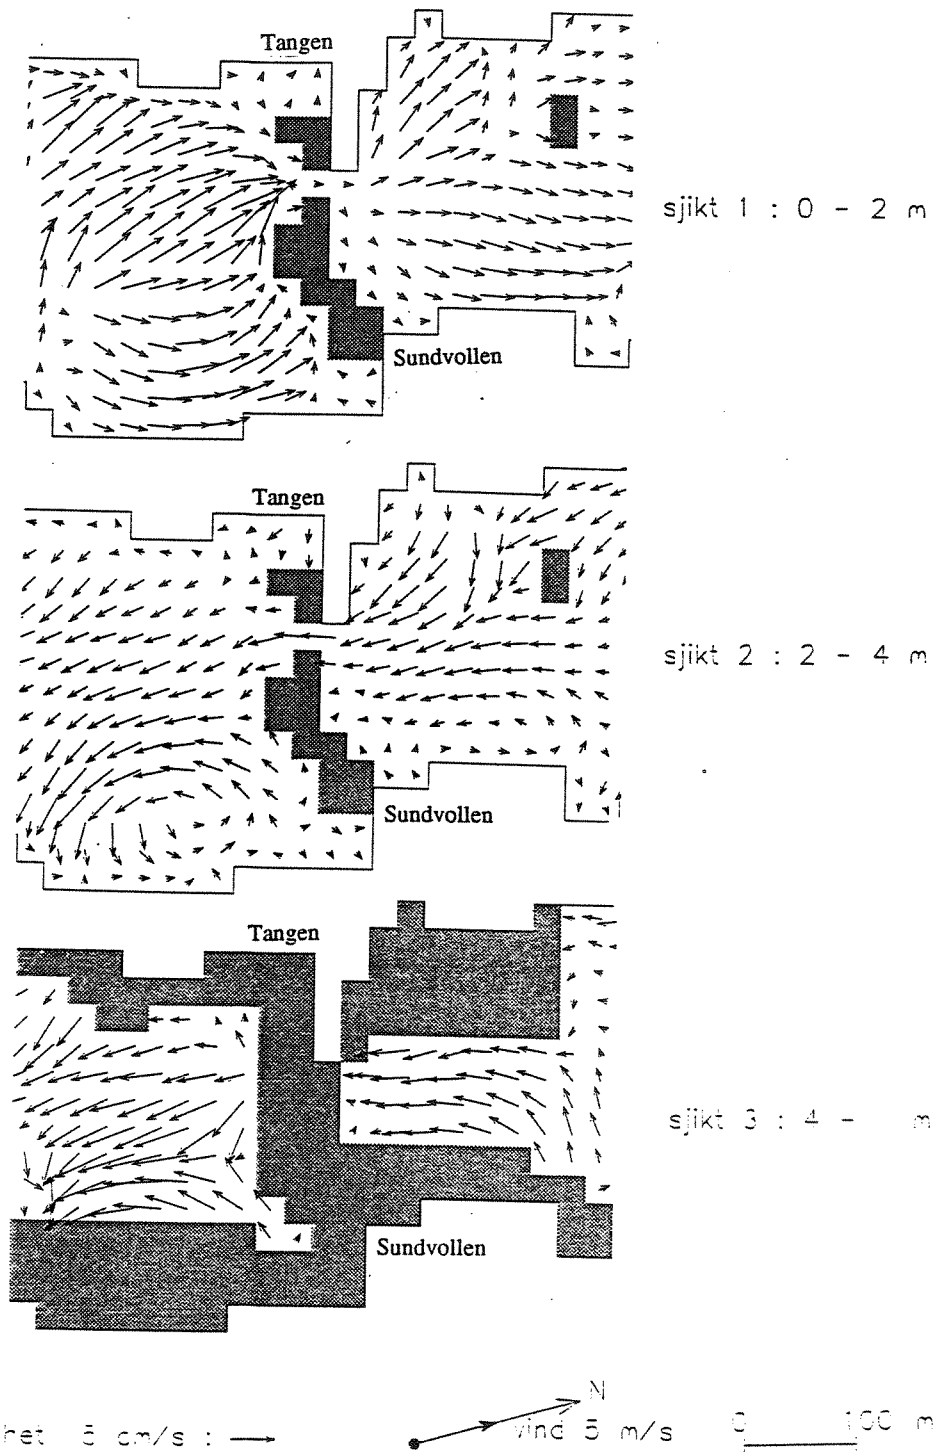 Tangen
sjikt 1 : 0 - 2 m
Sundvollen
Tangen
sjikt 2 : 2 - 4 m
Sundvollen
Tangen
sjikt 3 : 4 - m
Sundvollen
N
het 5 cm/s :
vind 5 m/s
0 100 m